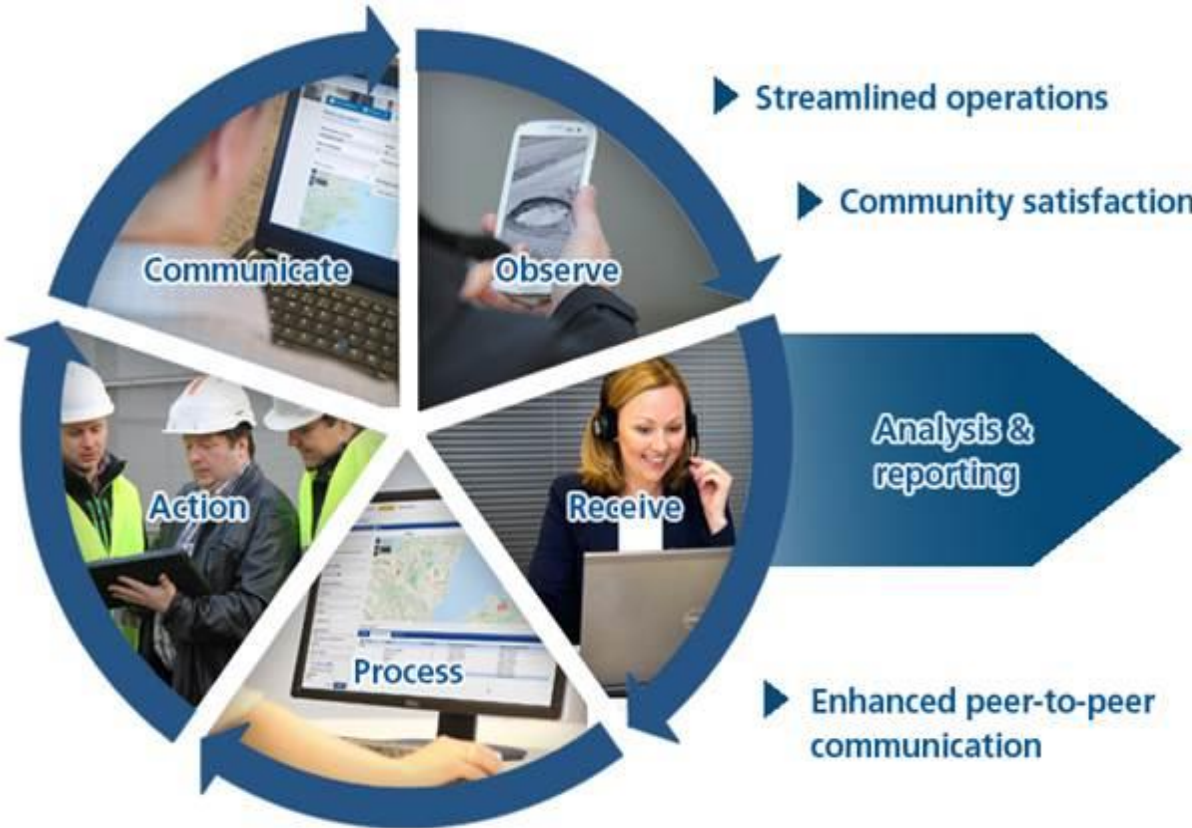 Streamlined operations
Community satisfaction
Communicate
Observe
Analysis &
reporting
Action
Receive
Process
Enhanced peer-to-peer
communication